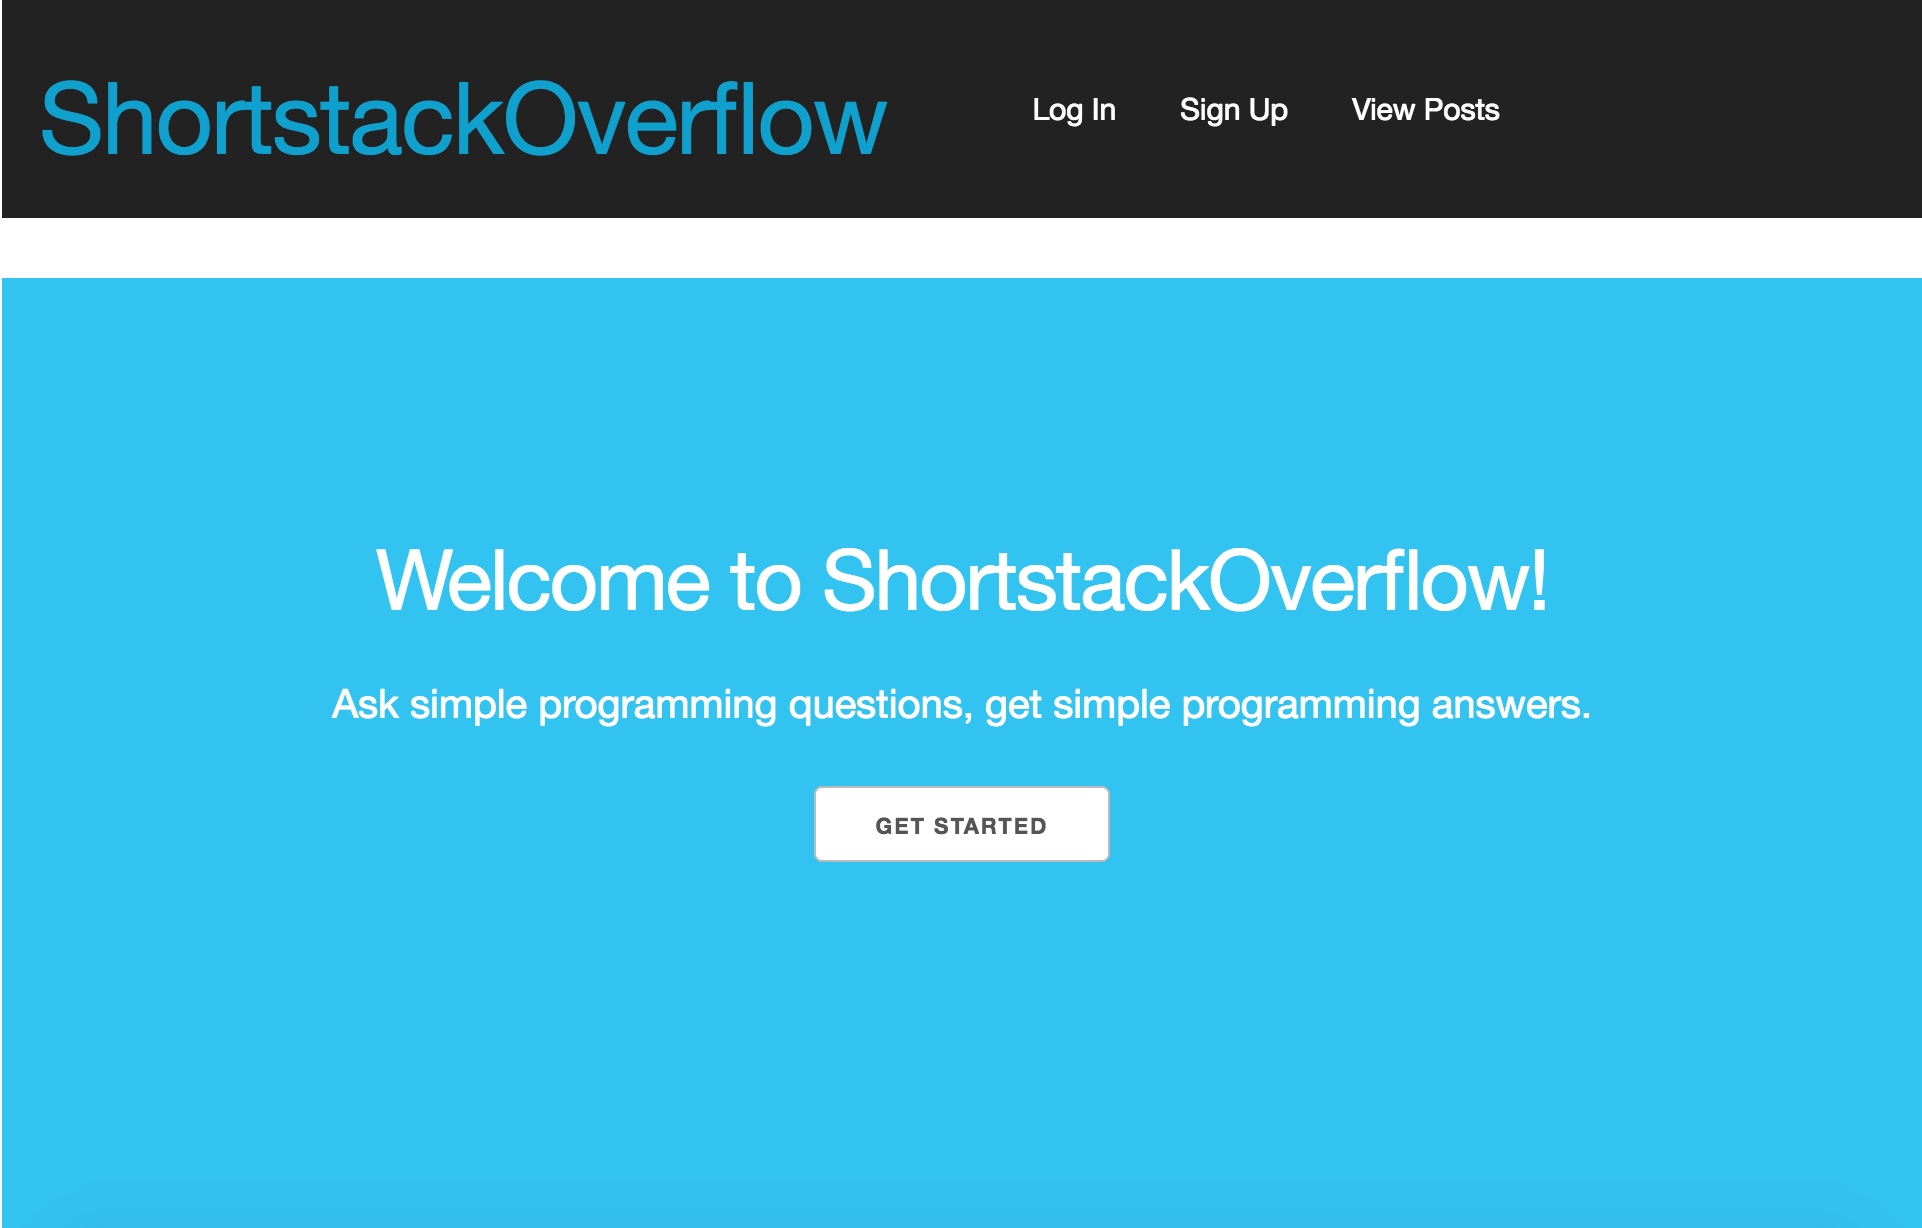 ShortstackOverflow
Log In Sign Up View Posts
Welcome to ShortstackOverflow!
Ask simple programming questions, get simple programming answers.
GET STARTED